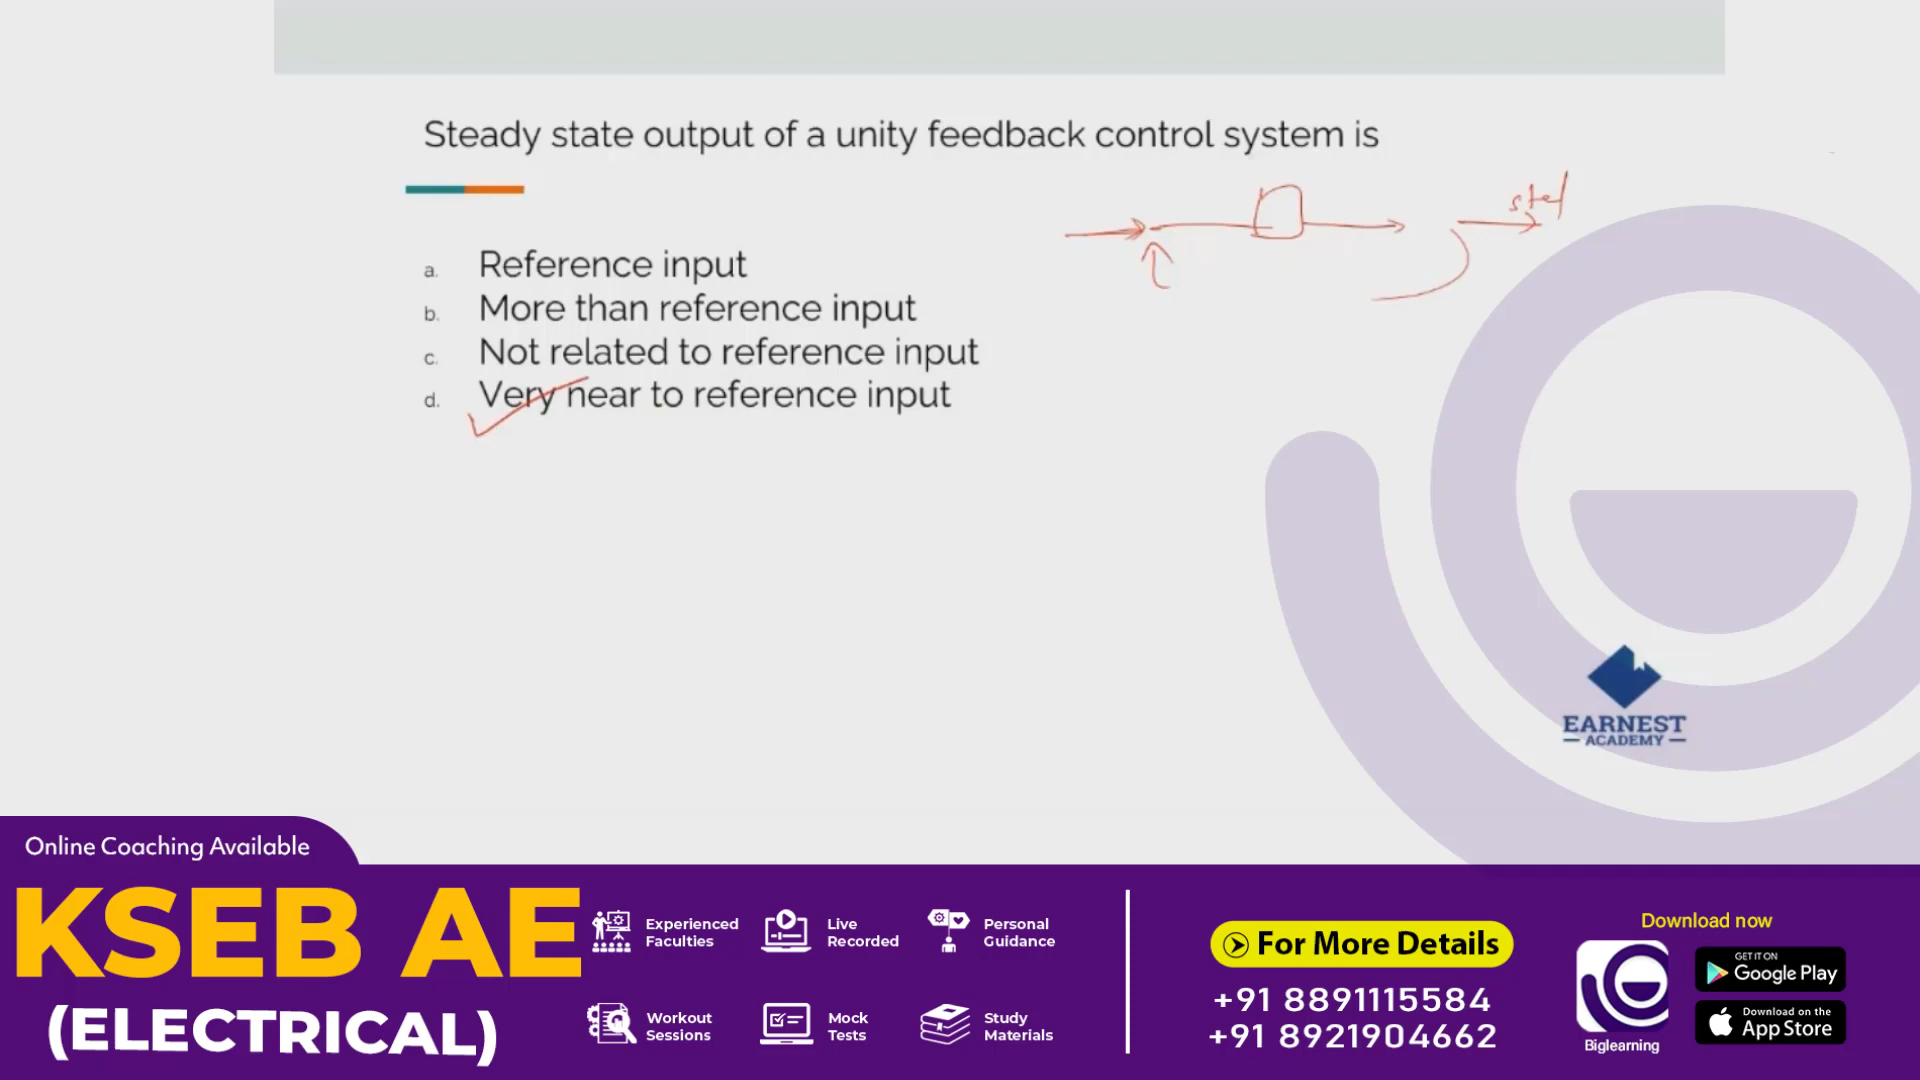 Steady state output of a unity feedback control system is
stel
a. Reference input
b. More than reference input
c. Not related to reference input
d. Very near to reference input
EARNEST
ACADEMY
Online Coaching Available
KSEB AE
(ELECTRICAL)
Experienced
Faculties
Live
Recorded
Personal
Guidance
Workout
Sessions
Mock
Tests
Study
Materials
For More Details
+91 8891115584
+91 8921904662
Download now
Biglearning
GET IT ON
Google Play
Download on the
App Store